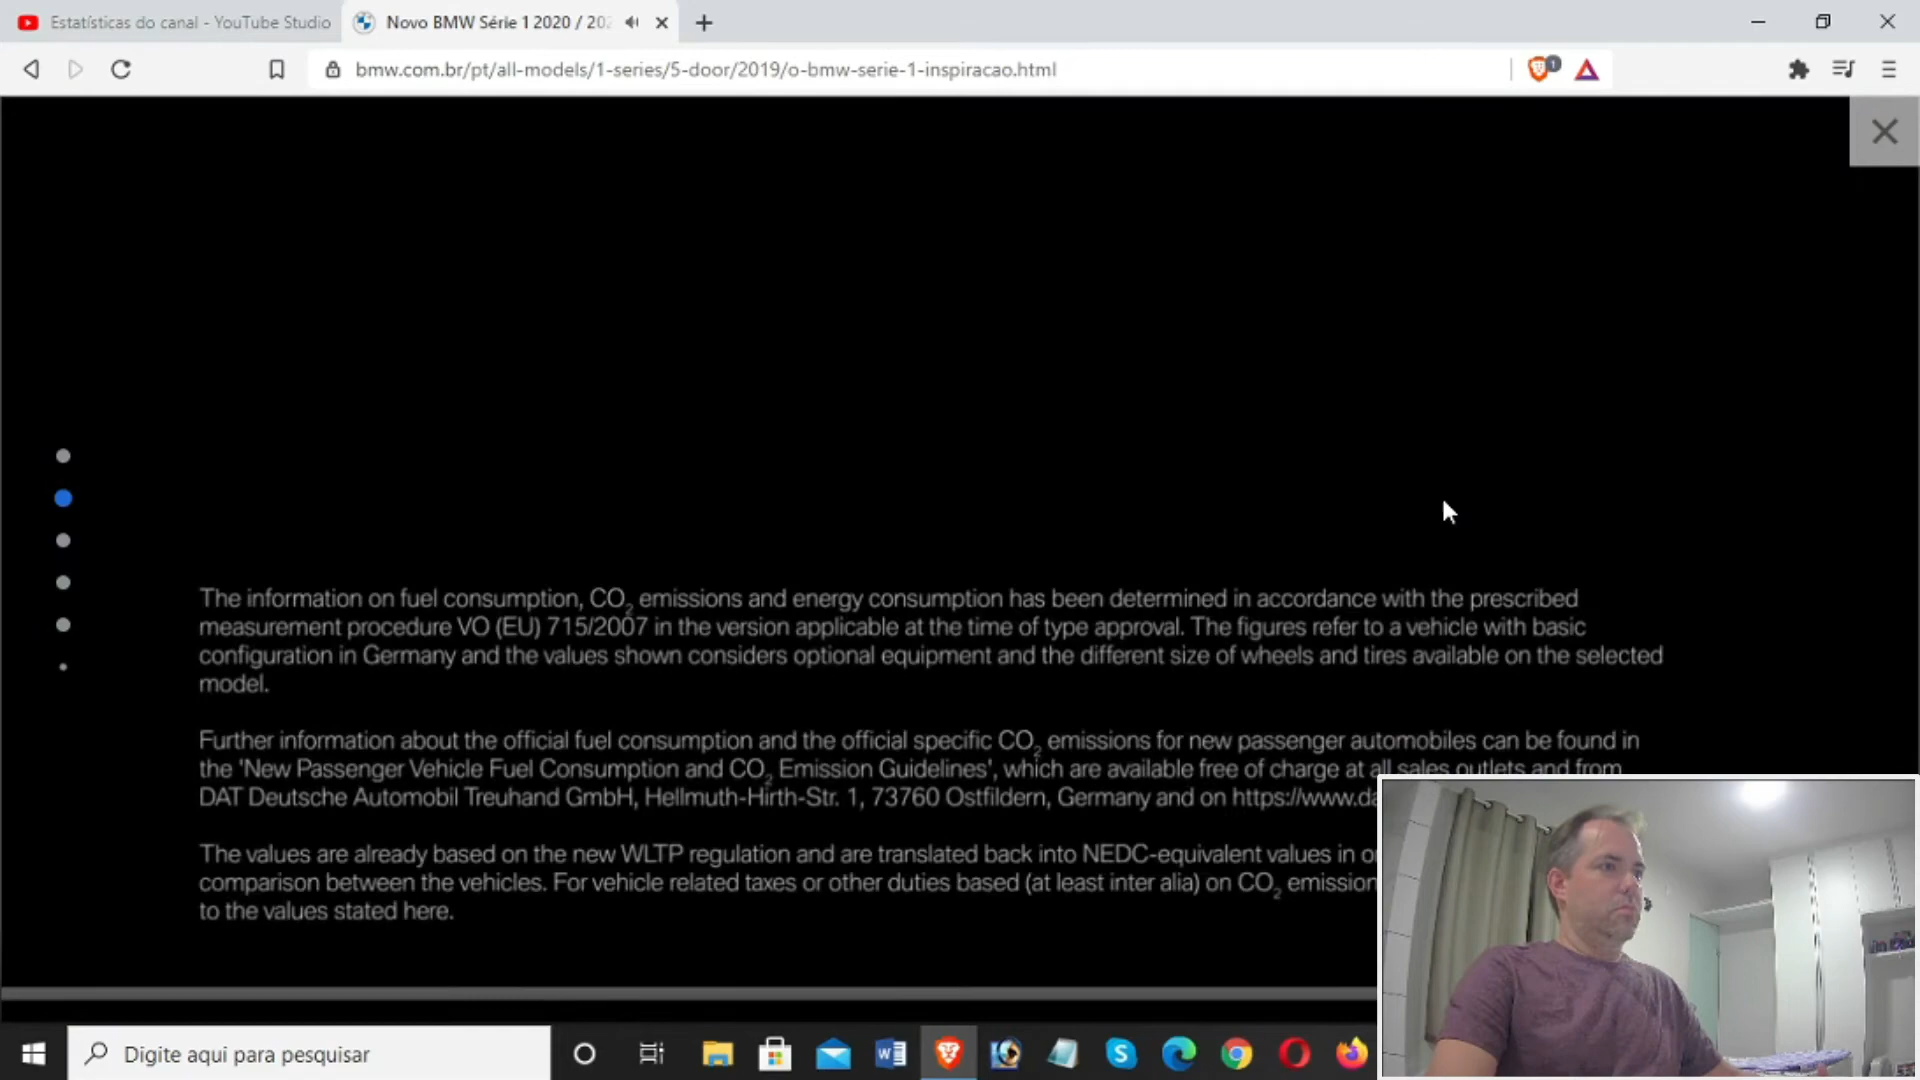 Estatísticas do canal - YouTube Studio
Novo BMW Série 1 2020 / 202
bmw.com.br/pt/all-models/1-series/5-door/2019/o-bmw-serie-1-inspiracao.html
1
The information on fuel consumption, CO₂ emissions and energy consumption has been determined in accordance with the prescribed
measurement procedure VO (EU) 715/2007 in the version applicable at the time of type approval. The figures refer to a vehicle with basic
configuration in Germany and the values shown considers optional equipment and the different size of wheels and tires available on the selected
model.
Further information about the official fuel consumption and the official specific CO₂ emissions for new passenger automobiles can be found in
the 'New Passenger Vehicle Fuel Consumption and CO₂ Emission Guidelines', which are available free of charge at all sales outlets and from
DAT Deutsche Automobil Treuhand GmbH, Hellmuth-Hirth-Str. 1, 73760 Ostfildern, Germany and on https://www.da
The values are already based on the new WLTP regulation and are translated back into NEDC-equivalent values in or
comparison between the vehicles. For vehicle related taxes or other duties based (at least inter alia) on CO₂ emission
to the values stated here.
Digite aqui para pesquisar